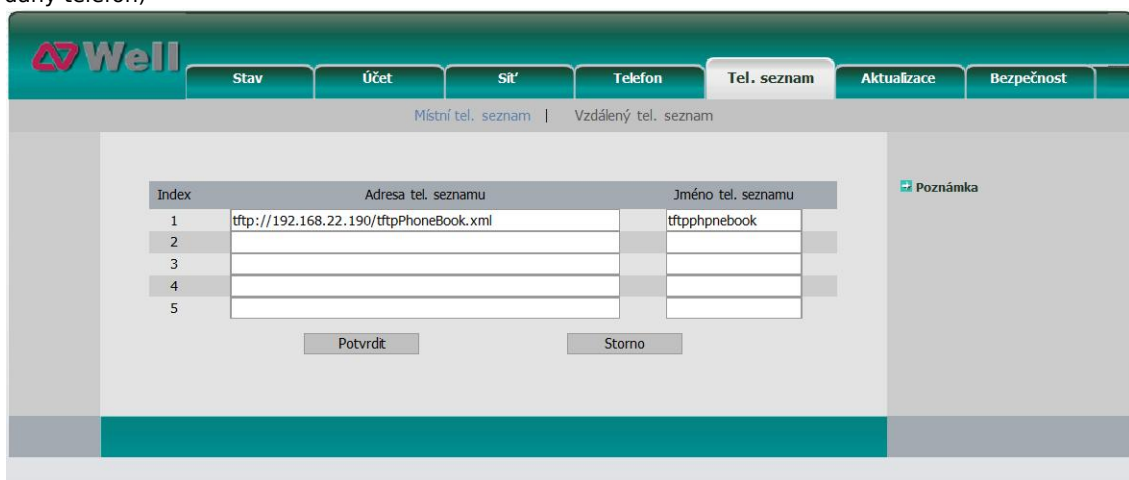 daný telefon)
Well
Stav Účet Síť Telefon Tel. seznam Aktualizace Bezpečnost
Místní tel. seznam | Vzdálený tel. seznam
Index Adresa tel. seznamu Jméno tel. seznamu
Poznámka
1 tftp://192.168.22.190/tftpPhoneBook.xml tftpphpnebook
2
3
4
5
Potvrdit Storno